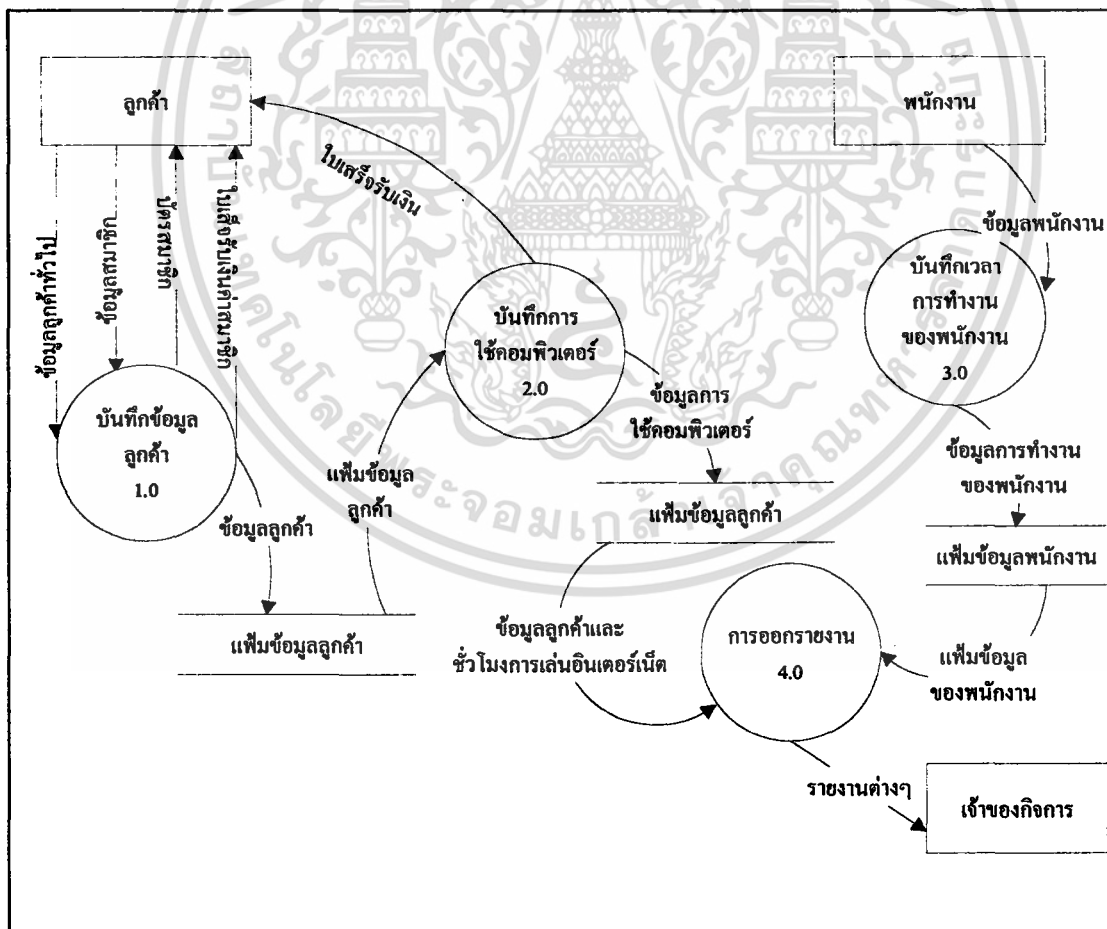 ลูกค้า
พนักงาน
ใบเสร็จรับเงิน
ข้อมูลลูกค้าทั่วไป
ข้อมูลสมาชิก
บัตรสมาชิก
ใบเสร็จรับเงินค่าสมาชิก
ข้อมูลพนักงาน
บันทึกเวลา
การทำงาน
ของพนักงาน
3.0
บันทึกการ
ใช้คอมพิวเตอร์
2.0
ข้อมูลการ
ใช้คอมพิวเตอร์
บันทึกข้อมูล
ลูกค้า
1.0
แฟ้มข้อมูล
ลูกค้า
ข้อมูลลูกค้า
ข้อมูลการทำงาน
ของพนักงาน
แฟ้มข้อมูลลูกค้า
แฟ้มข้อมูลพนักงาน
แฟ้มข้อมูลลูกค้า
ข้อมูลลูกค้าและ
ชั่วโมงการเล่นอินเตอร์เน็ต
การออกรายงาน
4.0
แฟ้มข้อมูล
ของพนักงาน
รายงานต่างๆ
เจ้าของกิจการ